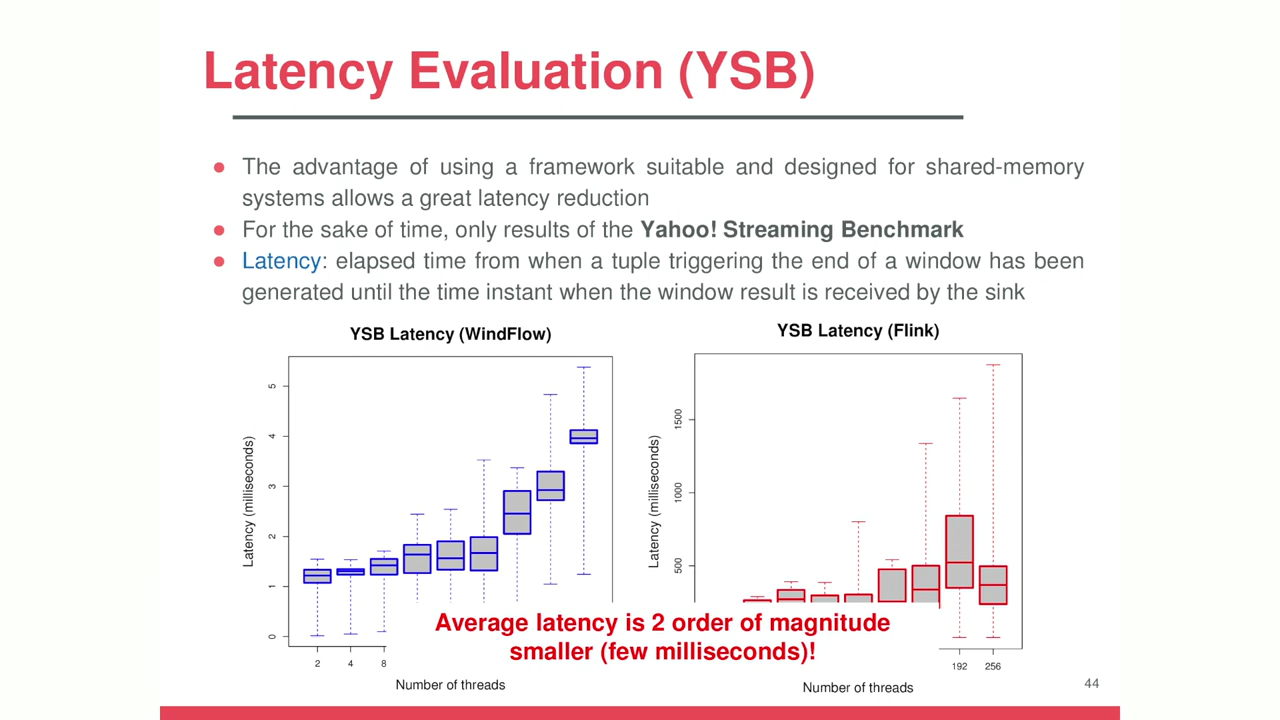 Latency Evaluation (YSB)
● The advantage of using a framework suitable and designed for shared-memory
systems allows a great latency reduction
● For the sake of time, only results of the Yahoo! Streaming Benchmark
● Latency: elapsed time from when a tuple triggering the end of a window has been
generated until the time instant when the window result is received by the sink
YSB Latency (WindFlow)
Latency (milliseconds)
5
4
3
2
1
0
2 4 8
Number of threads
YSB Latency (Flink)
Latency (milliseconds)
1500
1000
500
192 256
Number of threads
Average latency is 2 order of magnitude
smaller (few milliseconds)!
44